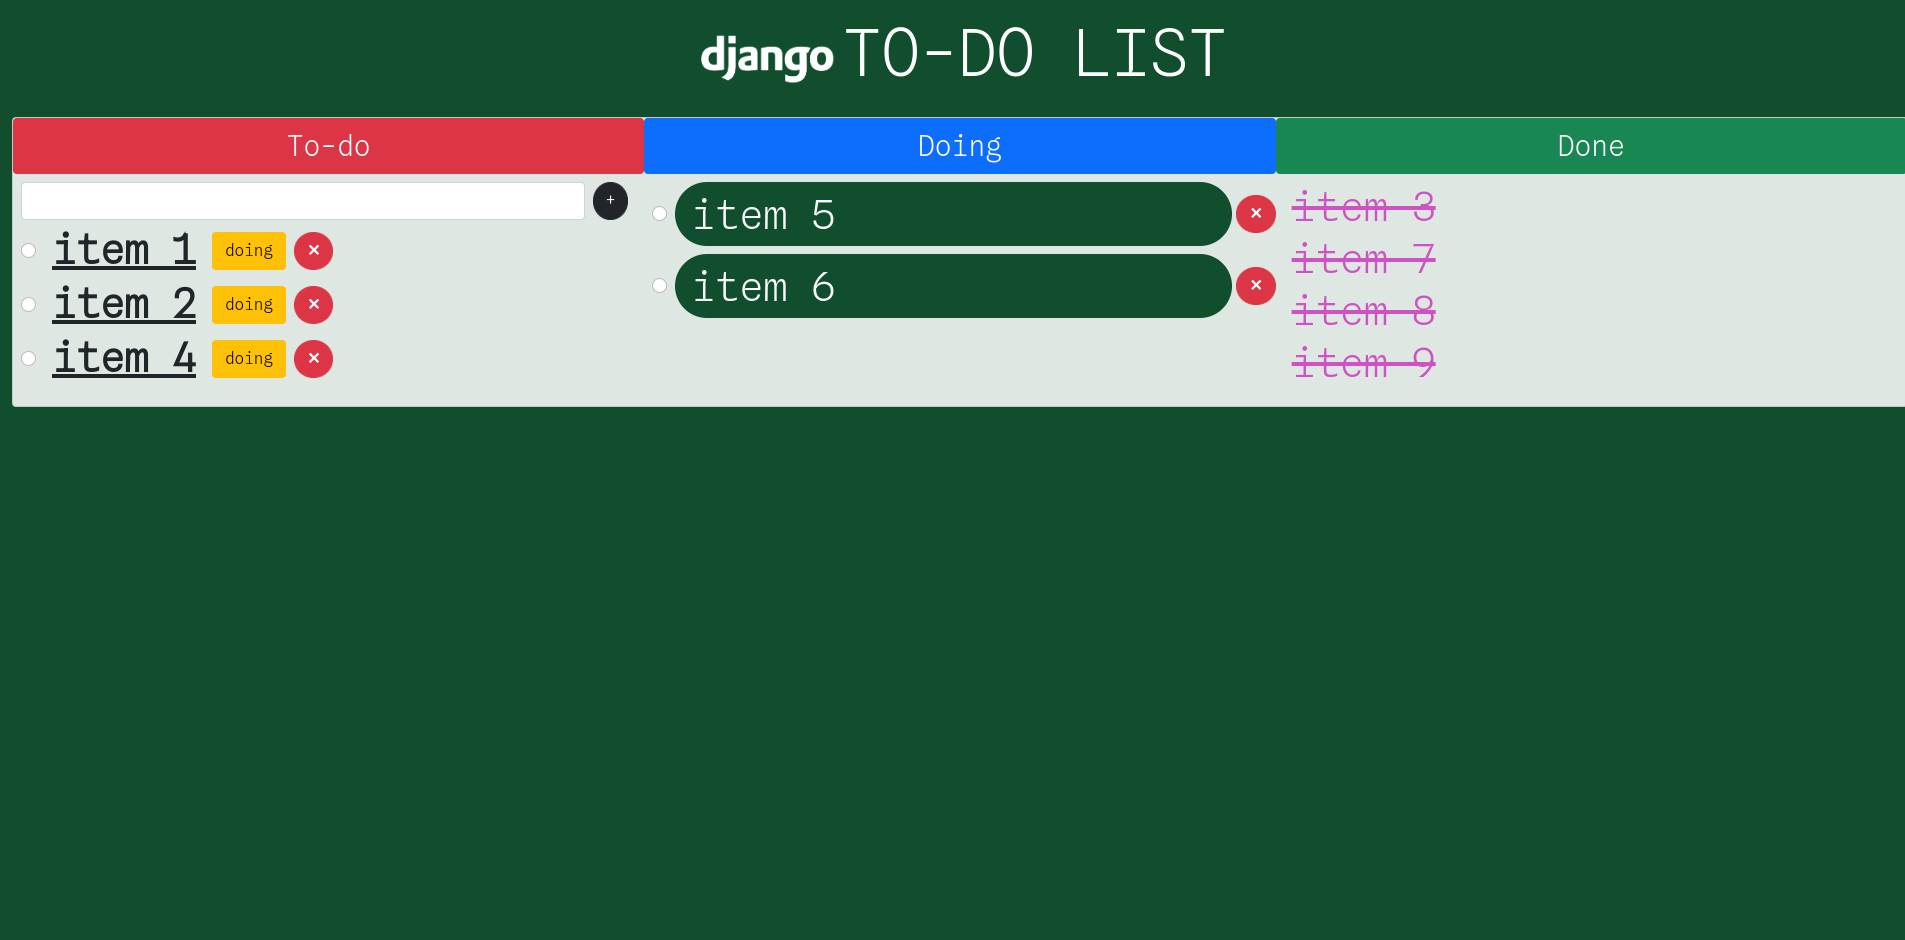 django TO-DO LIST
To-do
+
item 1 doing ×
item 2 doing ×
item 4 doing ×
Doing
item 5 ×
item 6 ×
Done
item 3
item 7
item 8
item 9